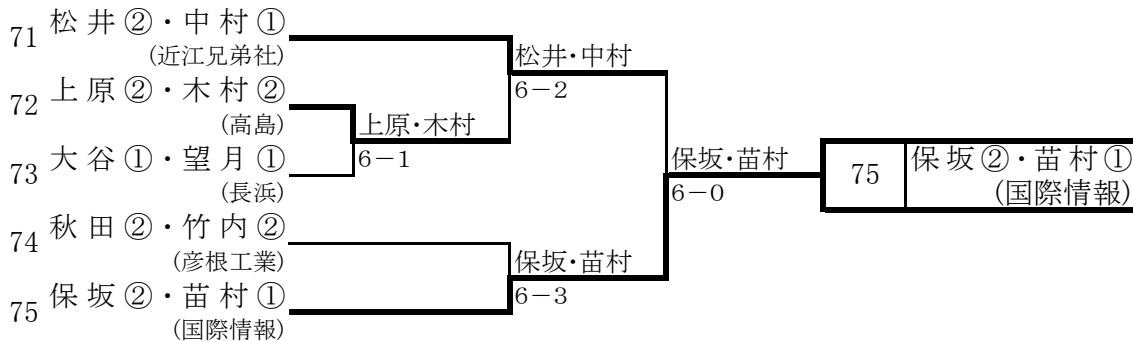 71 松井②・中村①
(近江兄弟社)
72 上原②・木村②
(高島)
73 大谷①・望月①
(長浜)
74 秋田②・竹内②
(彦根工業)
75 保坂②・苗村①
(国際情報)
上原・木村
6－1
松井・中村
6－2
保坂・苗村
6－3
保坂・苗村
6－0
75 保坂②・苗村①
(国際情報)